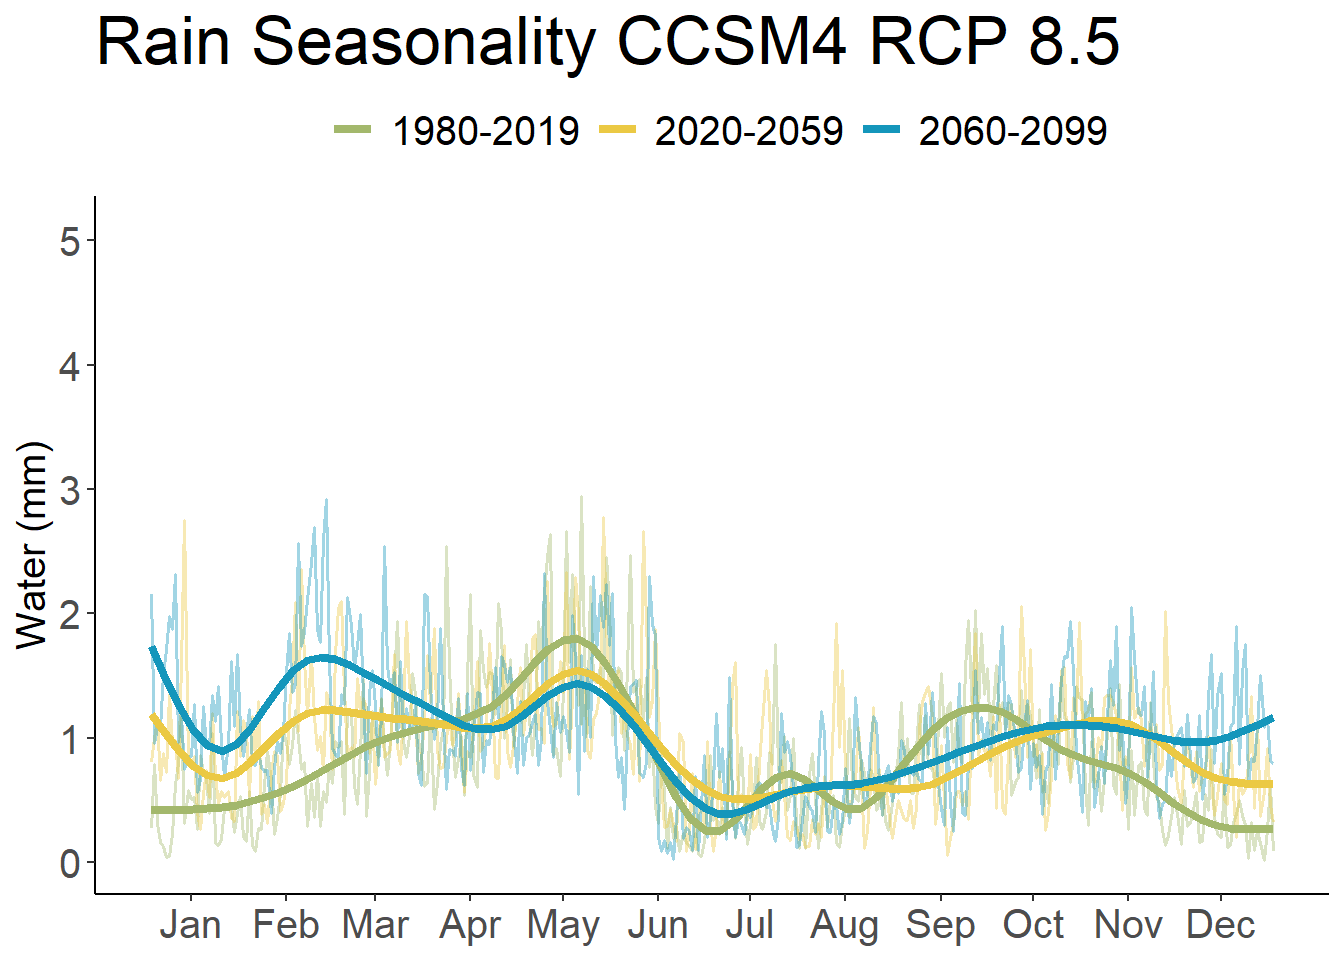 Rain Seasonality CCSM4 RCP 8.5
1980-2019 2020-2059 2060-2099
Water (mm)
5
4
3
2
1
0
Jan Feb Mar Apr May Jun Jul Aug Sep Oct Nov Dec